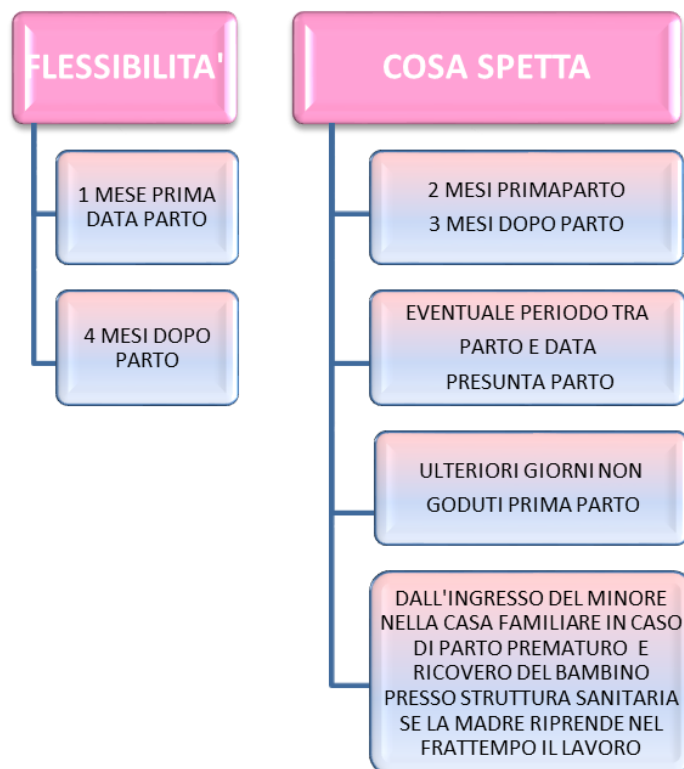 FLESSIBILITA'
1 MESE PRIMA
DATA PARTO
4 MESI DOPO
PARTO
COSA SPETTA
2 MESI PRIMAPARTO
3 MESI DOPO PARTO
EVENTUALE PERIODO TRA
PARTO E DATA
PRESUNTA PARTO
ULTERIORI GIORNI NON
GODUTI PRIMA PARTO
DALL'INGRESSO DEL MINORE
NELLA CASA FAMILIARE IN CASO
DI PARTO PREMATURO E
RICOVERO DEL BAMBINO
PRESSO STRUTTURA SANITARIA
SE LA MADRE RIPRENDE NEL
FRATTEMPO IL LAVORO